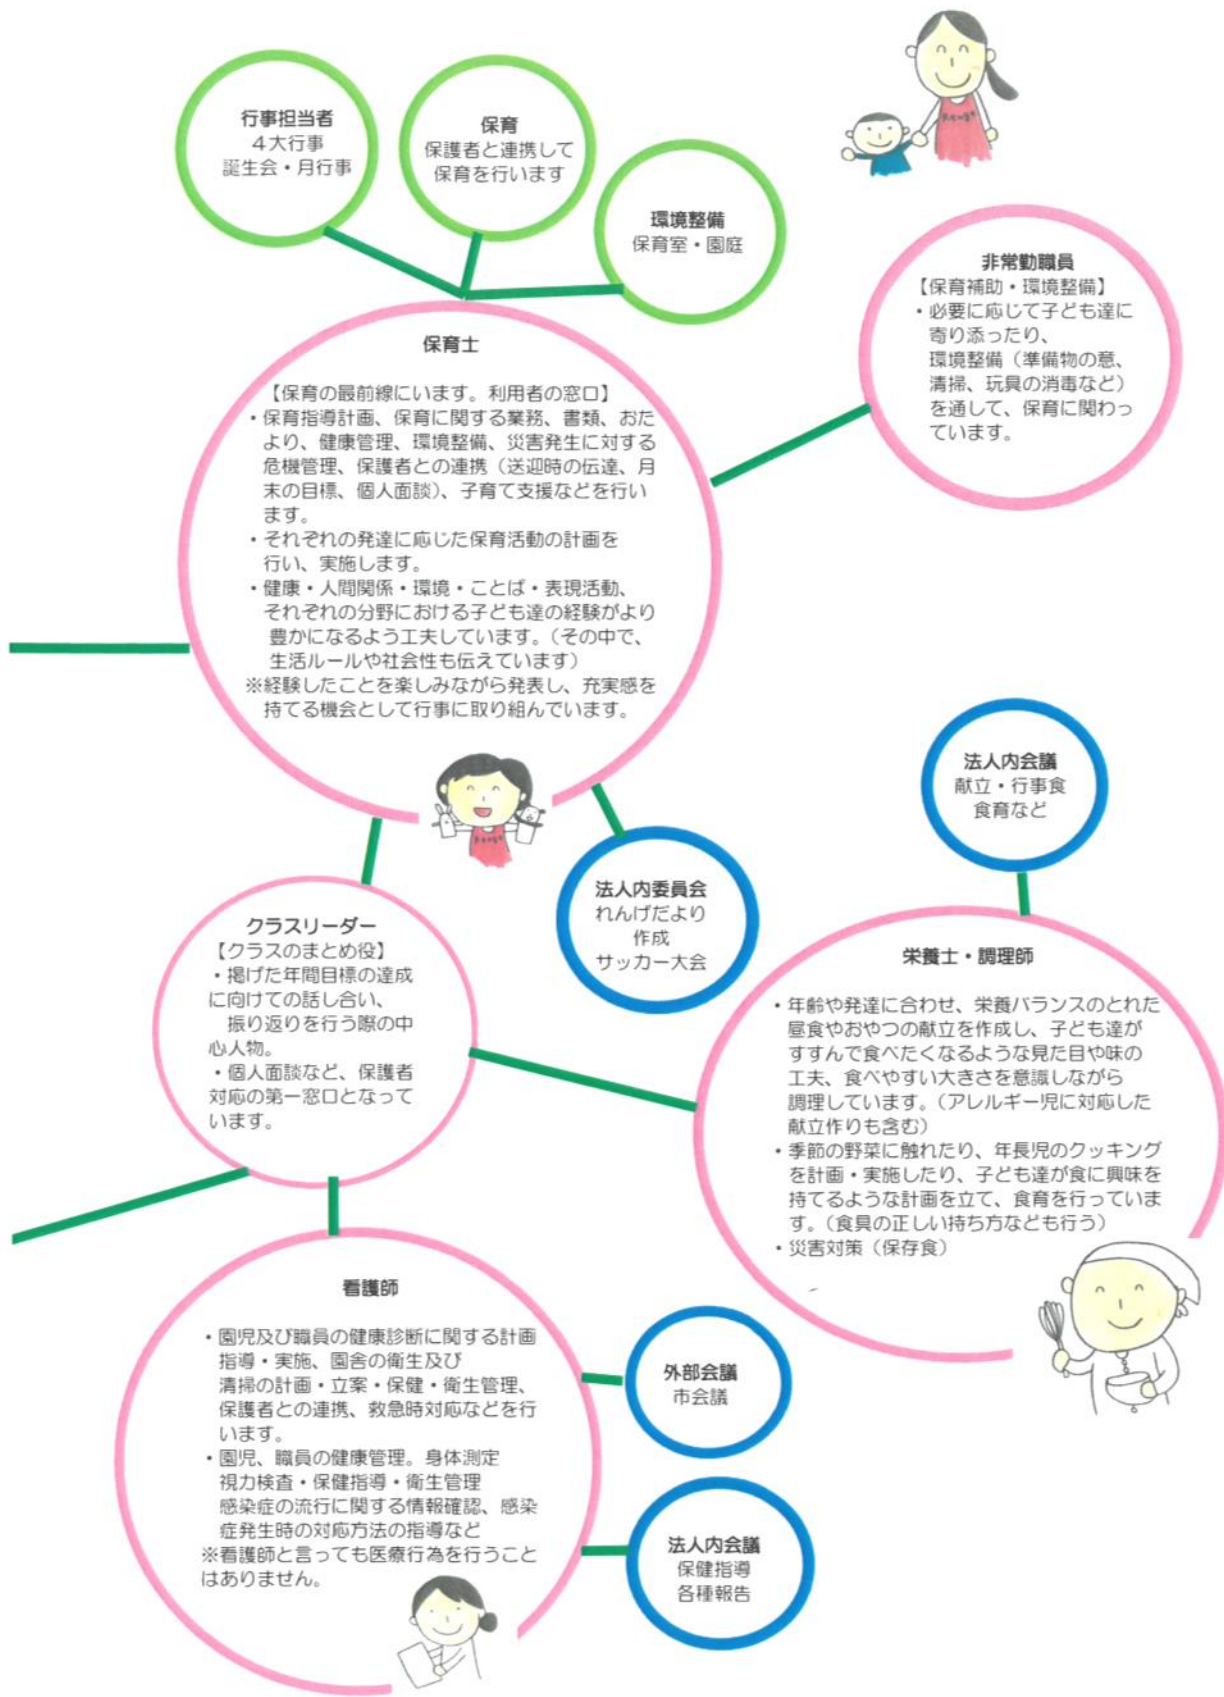 行事担当者
４大行事
誕生会・月行事
保育
保護者と連携して
保育を行います
環境整備
保育室・園庭
非常勤職員
【保育補助・環境整備】
・必要に応じて子ども達に
寄り添ったり、
環境整備（準備物の意、
清掃、玩具の消毒など）
を通して、保育に関わっ
ています。
保育士
【保育の最前線にいます。利用者の窓口】
・保育指導計画、保育に関する業務、書類、おた
より、健康管理、環境整備、災害発生に対する
危機管理、保護者との連携（送迎時の伝達、月
末の目標、個人面談）、子育て支援などを行い
ます。
・それぞれの発達に応じた保育活動の計画を
行い、実施します。
・健康・人間関係・環境・ことば・表現活動、
それぞれの分野における子ども達の経験がより
豊かになるよう工夫しています。（その中で、
生活ルールや社会性も伝えています）
※経験したことを楽しみながら発表し、充実感を
持てる機会として行事に取り組んでいます。
法人内会議
献立・行事食
食育など
法人内委員会
れんげだより
作成
サッカー大会
クラスリーダー
【クラスのまとめ役】
・掲げた年間目標の達成
に向けての話し合い、
振り返りを行う際の中
心人物。
・個人面談など、保護者
対応の第一窓口となって
います。
栄養士・調理師
・年齢や発達に合わせ、栄養バランスのとれた
昼食やおやつの献立を作成し、子ども達が
すすんで食べたくなるような見た目や味の
工夫、食べやすい大きさを意識しながら
調理しています。（アレルギー児に対応した
献立作りも含む）
・季節の野菜に触れたり、年長児のクッキング
を計画・実施したり、子ども達が食に興味を
持てるような計画を立て、食育を行っていま
す。（食具の正しい持ち方なども行う）
・災害対策（保存食）
看護師
・園児及び職員の健康診断に関する計画
指導・実施、園舎の衛生及び
清掃の計画・立案・保健・衛生管理、
保護者との連携、救急時対応などを行
います。
・園児、職員の健康管理。身体測定
視力検査・保健指導・衛生管理
感染症の流行に関する情報確認、感染
症発生時の対応方法の指導など
※看護師と言っても医療行為を行うこと
はありません。
外部会議
市会議
法人内会議
保健指導
各種報告